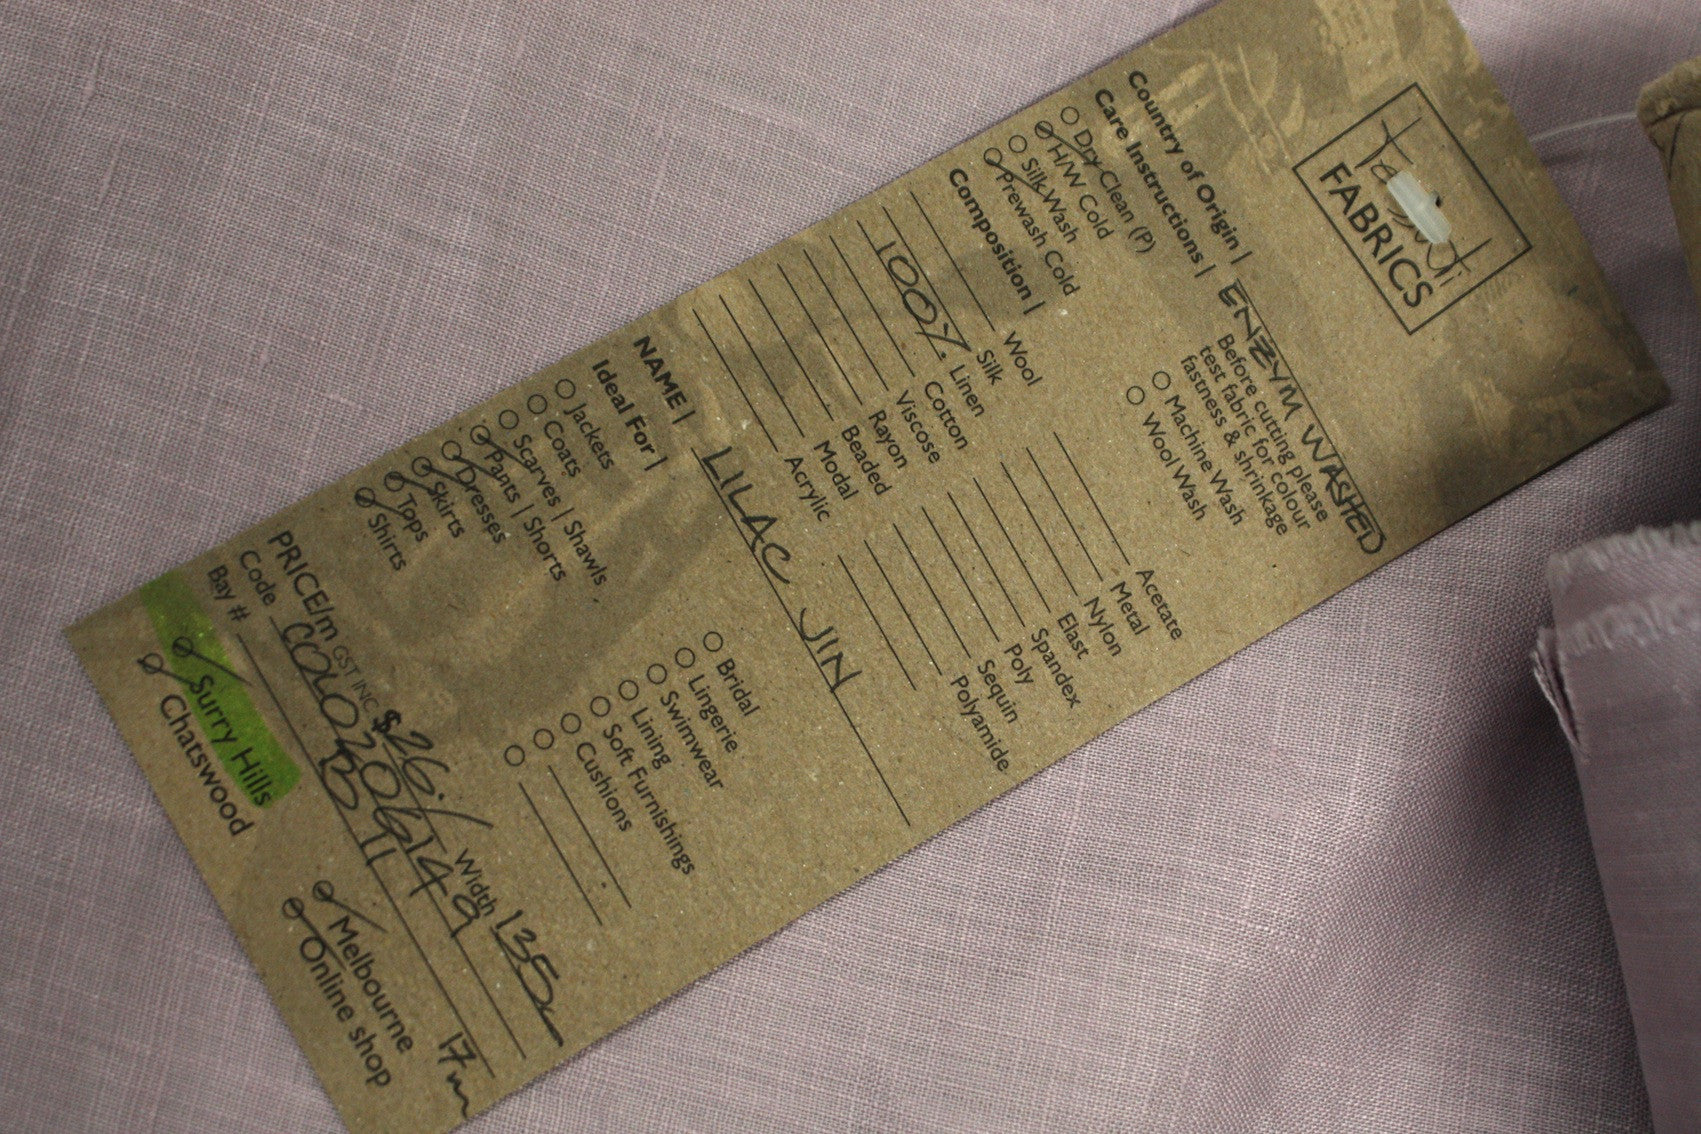 FABRICS
Country of Origin | ENZYM WASHED
Care Instructions | Before cutting please
test fabric for colour
fastness & shrinkage
Dry Clean (P)
H/W Cold
Silk Wash
Prewash Cold
Machine Wash
Wool Wash
Composition |
Wool
Silk
100% Linen
Cotton
Viscose
Rayon
Beaded
Modal
Acrylic
Acetate
Metal
Nylon
Elast
Spandex
Poly
Sequin
Polyamide
NAME | LILAC JIN
Ideal For |
Jackets
Coats
Scarves | Shawls
Pants | Shorts
Dresses
Skirts
Tops
Shirts
Bridal
Lingerie
Swimwear
Lining
Soft Furnishings
Cushions
PRICE/m GST INC $26./ Width 135
Code
Bay # B 11 17m
Surry Hills
Chatswood
Melbourne
Online shop